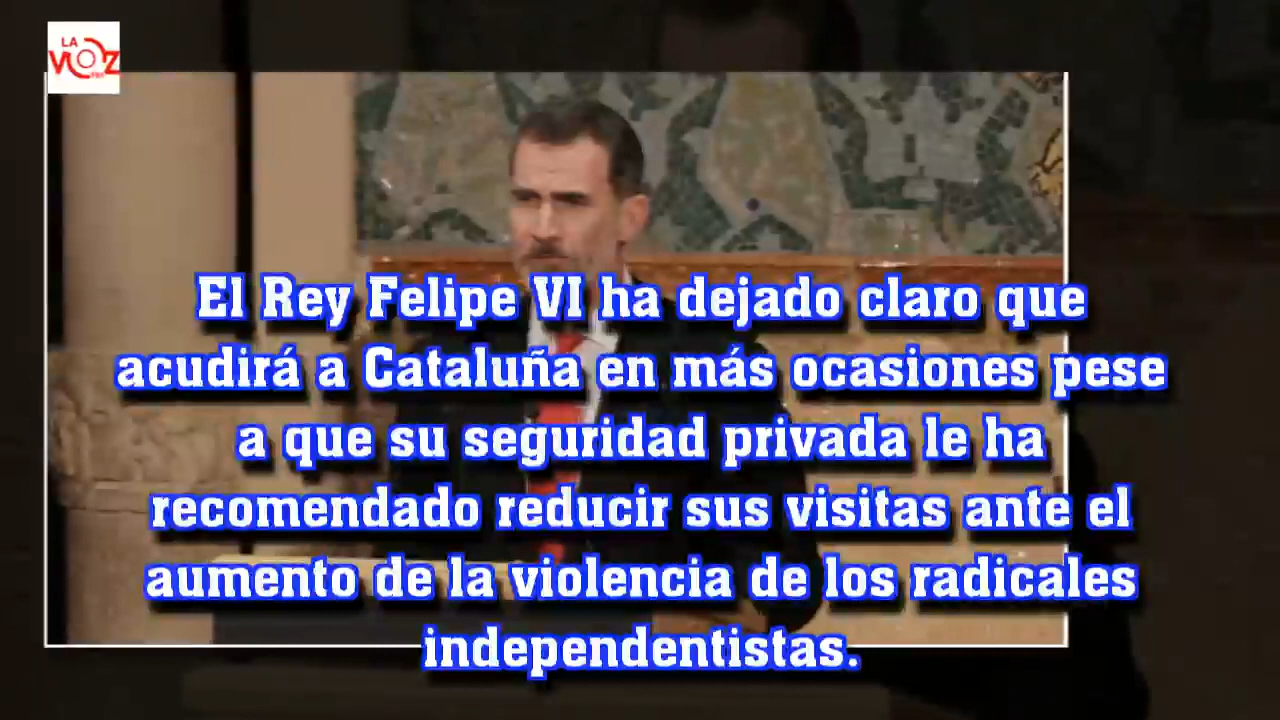 LA
VOZ
El Rey Felipe VI ha dejado claro que
acudirá a Cataluña en más ocasiones pese
a que su seguridad privada le ha
recomendado reducir sus visitas ante el
aumento de la violencia de los radicales
independentistas.